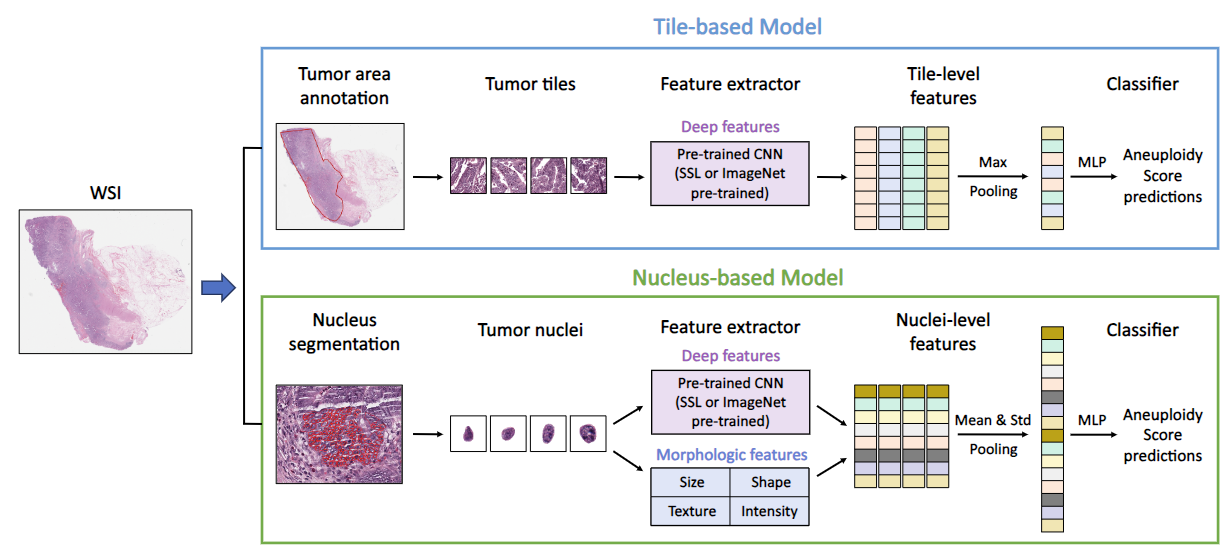 Tile-based Model
Tumor area
annotation
Tumor tiles
Feature extractor
Tile-level
features
Classifier
Deep features
Pre-trained CNN
(SSL or ImageNet
pre-trained)
Max
Pooling
MLP
Aneuploidy
Score
predictions
WSI
Nucleus-based Model
Nucleus
segmentation
Tumor nuclei
Feature extractor
Nuclei-level
features
Classifier
Deep features
Pre-trained CNN
(SSL or ImageNet
pre-trained)
Mean & Std
Pooling
MLP
Aneuploidy
Score
predictions
Morphologic features
Size
Shape
Texture
Intensity